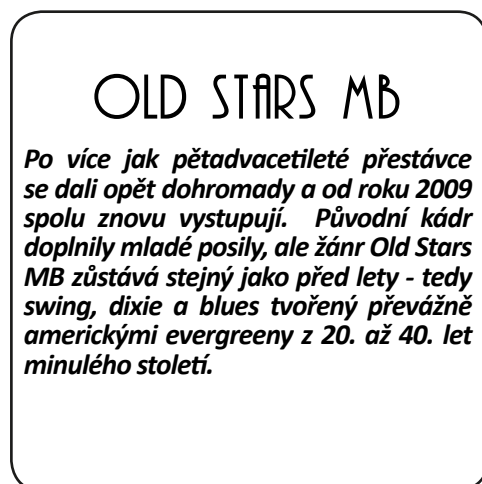 OLD STARS MB
Po více jak pětadvacetileté přestávce
se dali opět dohromady a od roku 2009
spolu znovu vystupují.  Původní kádr
doplnily mladé posily, ale žánr Old Stars
MB zůstává stejný jako před lety - tedy
swing, dixie a blues tvořený převážně
americkými evergreeny z 20. až 40. let
minulého století.